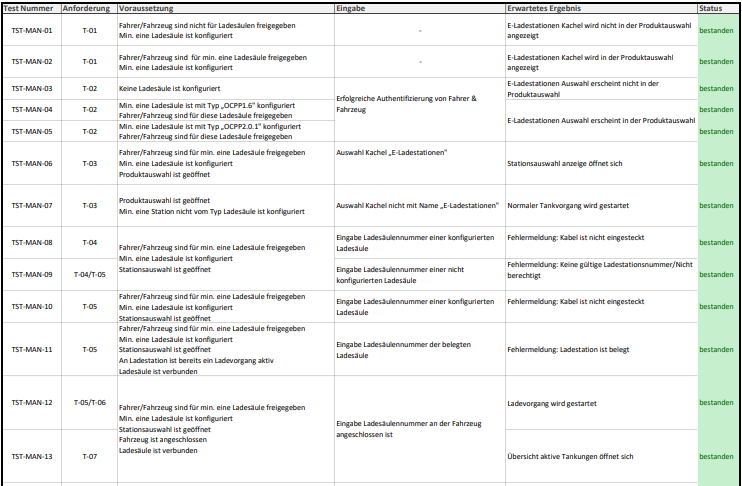 Test Nummer Anforderung Voraussetzung Eingabe Erwartetes Ergebnis Status
TST-MAN-01 T-01 Fahrer/Fahrzeug sind nicht für Ladesäulen freigegeben
Min. eine Ladesäule ist konfiguriert - E-Ladestationen Kachel wird nicht in der Produktauswahl
angezeigt bestanden
TST-MAN-02 T-01 Fahrer/Fahrzeug sind für min. eine Ladesäule freigegeben
Min. eine Ladesäule ist konfiguriert - E-Ladestationen Kachel wird in der Produktauswahl
angezeigt bestanden
TST-MAN-03 T-02 Keine Ladesäule ist konfiguriert Erfolgreiche Authentifizierung von Fahrer &
Fahrzeug E-Ladestationen Auswahl erscheint nicht in der
Produktauswahl bestanden
TST-MAN-04 T-02 Min. eine Ladesäule ist mit Typ „OCPP1.6" konfiguriert
Fahrer/Fahrzeug sind für diese Ladesäule freigegeben E-Ladestationen Auswahl erscheint in der Produktauswahl bestanden
TST-MAN-05 T-02 Min. eine Ladesäule ist mit Typ „OCPP2.0.1" konfiguriert
Fahrer/Fahrzeug sind für diese Ladesäule freigegeben bestanden
TST-MAN-06 T-03 Fahrer/Fahrzeug sind für min. eine Ladesäule freigegeben
Min. eine Ladesäule ist konfiguriert
Produktauswahl ist geöffnet Auswahl Kachel „E-Ladestationen" Stationsauswahl anzeige öffnet sich bestanden
TST-MAN-07 T-03 Produktauswahl ist geöffnet
Min. eine Station nicht vom Typ Ladesäule ist konfiguriert Auswahl Kachel nicht mit Name „E-Ladestationen" Normaler Tankvorgang wird gestartet bestanden
TST-MAN-08 T-04 Fahrer/Fahrzeug sind für min. eine Ladesäule freigegeben
Min. eine Ladesäule ist konfiguriert
Stationsauswahl ist geöffnet Eingabe Ladesäulennummer einer konfigurierten
Ladesäule Fehlermeldung: Kabel ist nicht eingesteckt bestanden
TST-MAN-09 T-04/T-05 Eingabe Ladesäulennummer einer nicht
konfigurierten Ladesäule Fehlermeldung: Keine gültige Ladestationsnummer/Nicht
berechtigt bestanden
TST-MAN-10 T-05 Fahrer/Fahrzeug sind für min. eine Ladesäule freigegeben
Min. eine Ladesäule ist konfiguriert
Stationsauswahl ist geöffnet Eingabe Ladesäulennummer einer konfigurierten
Ladesäule Fehlermeldung: Kabel ist nicht eingesteckt bestanden
TST-MAN-11 T-05 Fahrer/Fahrzeug sind für min. eine Ladesäule freigegeben
Min. eine Ladesäule ist konfiguriert
Stationsauswahl ist geöffnet
An Ladestation ist bereits ein Ladevorgang aktiv
Ladesäule ist verbunden Eingabe Ladesäulennummer der belegten
Ladesäule Fehlermeldung: Ladestation ist belegt bestanden
TST-MAN-12 T-05/T-06 Fahrer/Fahrzeug sind für min. eine Ladesäule freigegeben
Min. eine Ladesäule ist konfiguriert
Stationsauswahl ist geöffnet
Fahrzeug ist angeschlossen
Ladesäule ist verbunden Eingabe Ladesäulennummer an der Fahrzeug
angeschlossen ist Ladevorgang wird gestartet bestanden
TST-MAN-13 T-07 Übersicht aktive Tankungen öffnet sich bestanden